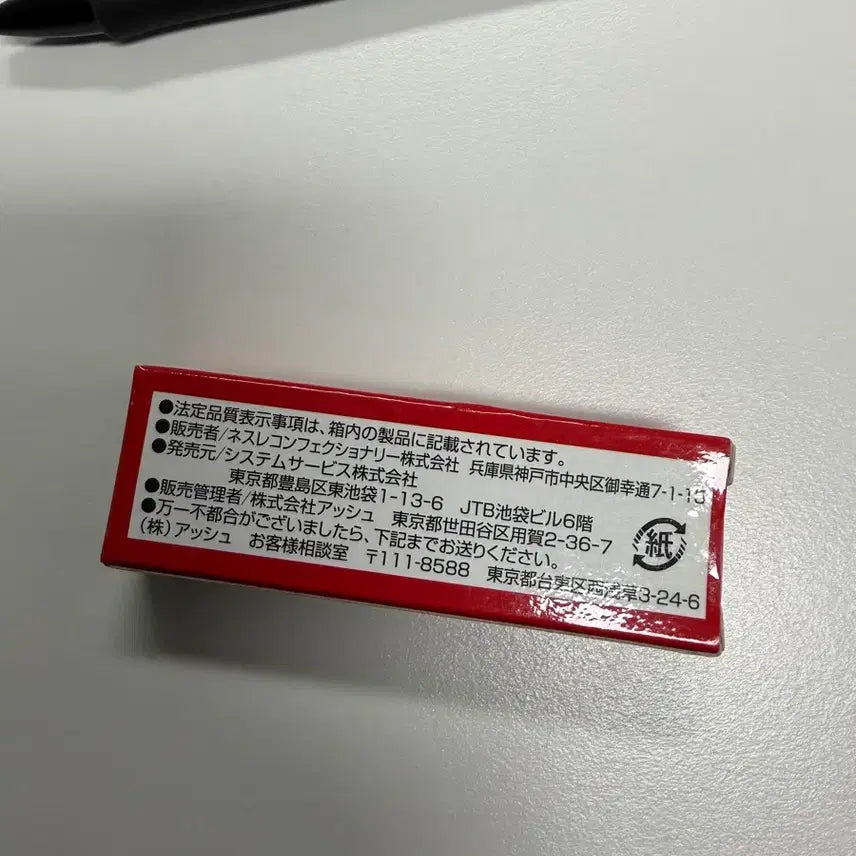 ●法定品質表示事項は、箱内の製品に記載されています。
●販売者/ネスレコンフェクショナリー株式会社 兵庫県神戸市中央区御幸通7-1-15
●発売元/システムサービス株式会社
東京都豊島区東池袋1-13-6 JTB池袋ビル6階
●販売管理者/株式会社アッシュ 東京都世田谷区用賀2-36-7
●万一不都合がございましたら、下記までお送りください。
(株)アッシュ お客様相談室 〒111-8588 東京都台東区西浅草3-24-6
紙